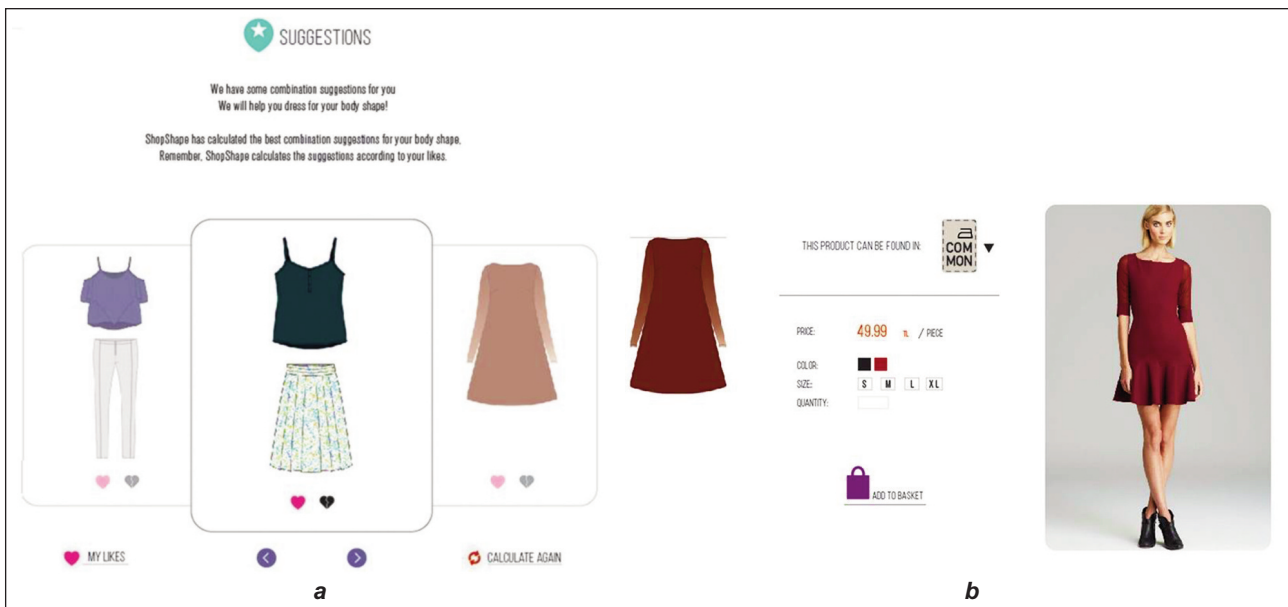 SUGGESTIONS
We have some combination suggestions for you
We will help you dress for your body shape!
ShopShape has calculated the best combination suggestions for your body shape.
Remember, ShopShape calculates the suggestions according to your likes.
MY LIKES
CALCULATE AGAIN
a
THIS PRODUCT CAN BE FOUND IN:
COM
MON
PRICE: 49.99 TL / PIECE
COLOR:
SIZE: S M L XL
QUANTITY:
ADD TO BASKET
b